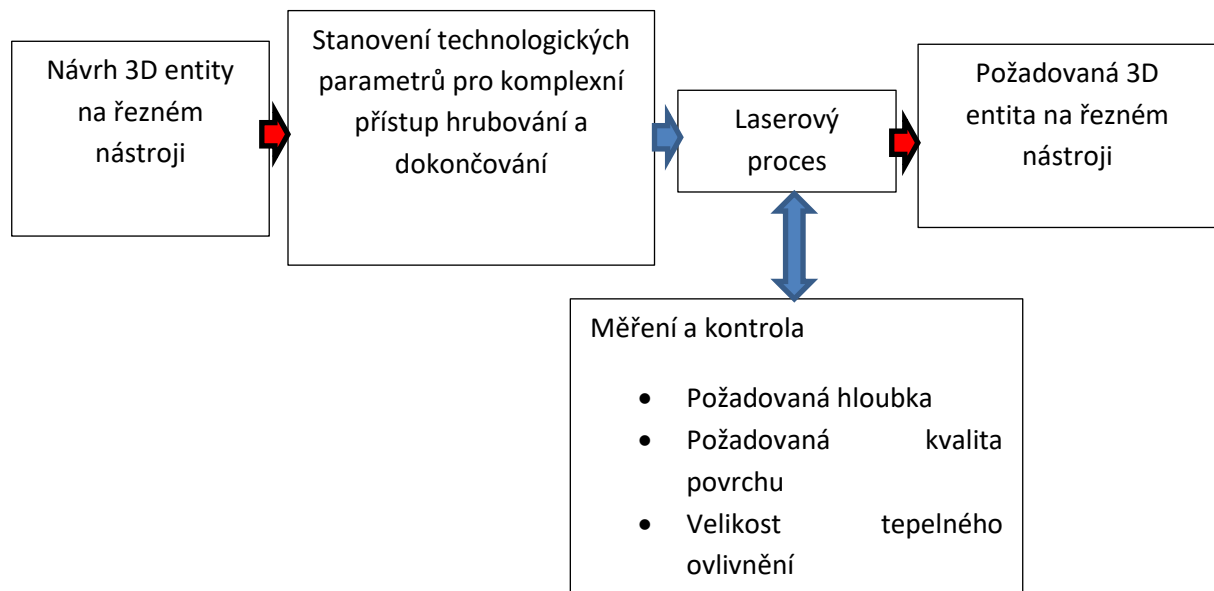 Návrh 3D entity
na řezném
nástroji
Stanovení technologických
parametrů pro komplexní
přístup hrubování a
dokončování
Laserový
proces
Požadovaná 3D
entita na řezném
nástroji
Měření a kontrola
• Požadovaná hloubka
• Požadovaná kvalita
povrchu
• Velikost tepelného
ovlivnění